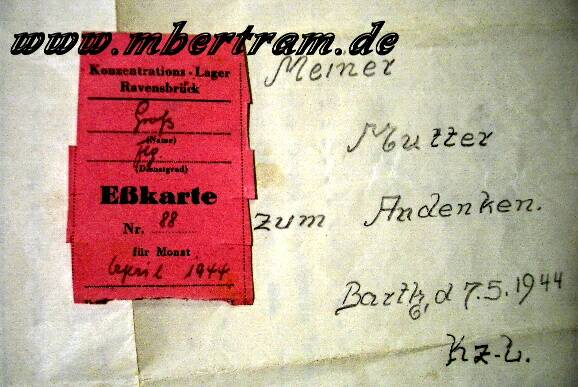 www.mbertram.de
Konzentrations-Lager
Ravensbrück
Groß
(Name)
Flg.
(Dienstgrad)
Eßkarte
Nr. 88
für Monat
April 1944
Meiner
Mutter
zum Andenken.
Barth, d 7.5.1944
Kz-L.